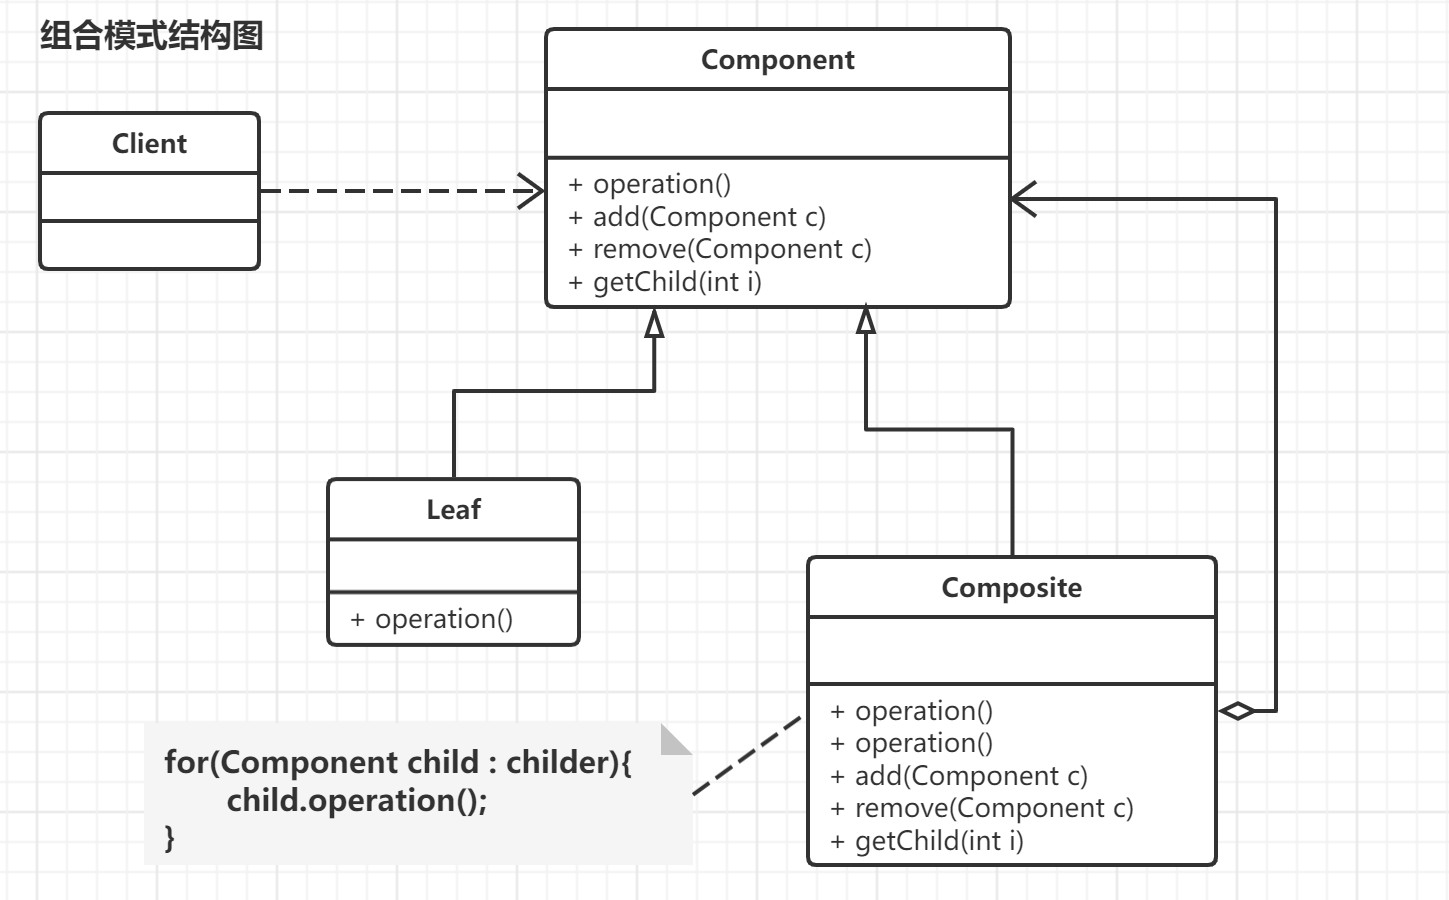 组合模式结构图
Component
+ operation()
+ add(Component c)
+ remove(Component c)
+ getChild(int i)
Client
Leaf
+ operation()
Composite
+ operation()
+ operation()
+ add(Component c)
+ remove(Component c)
+ getChild(int i)
for(Component child : childer){
child.operation();
}